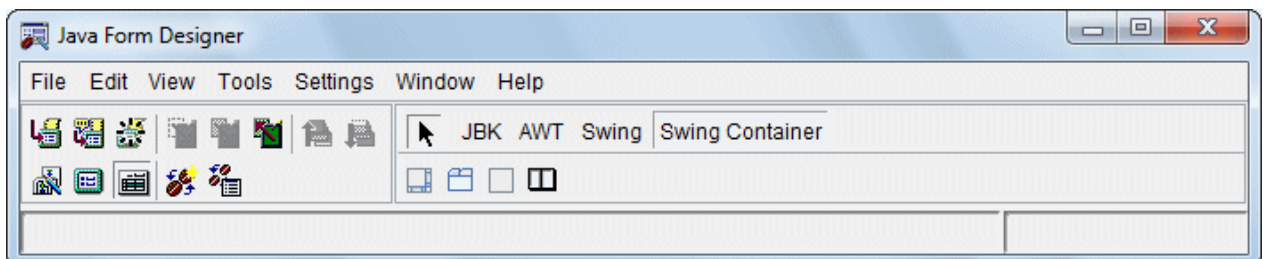 Java Form Designer
File Edit View Tools Settings Window Help
JBK AWT Swing Swing Container